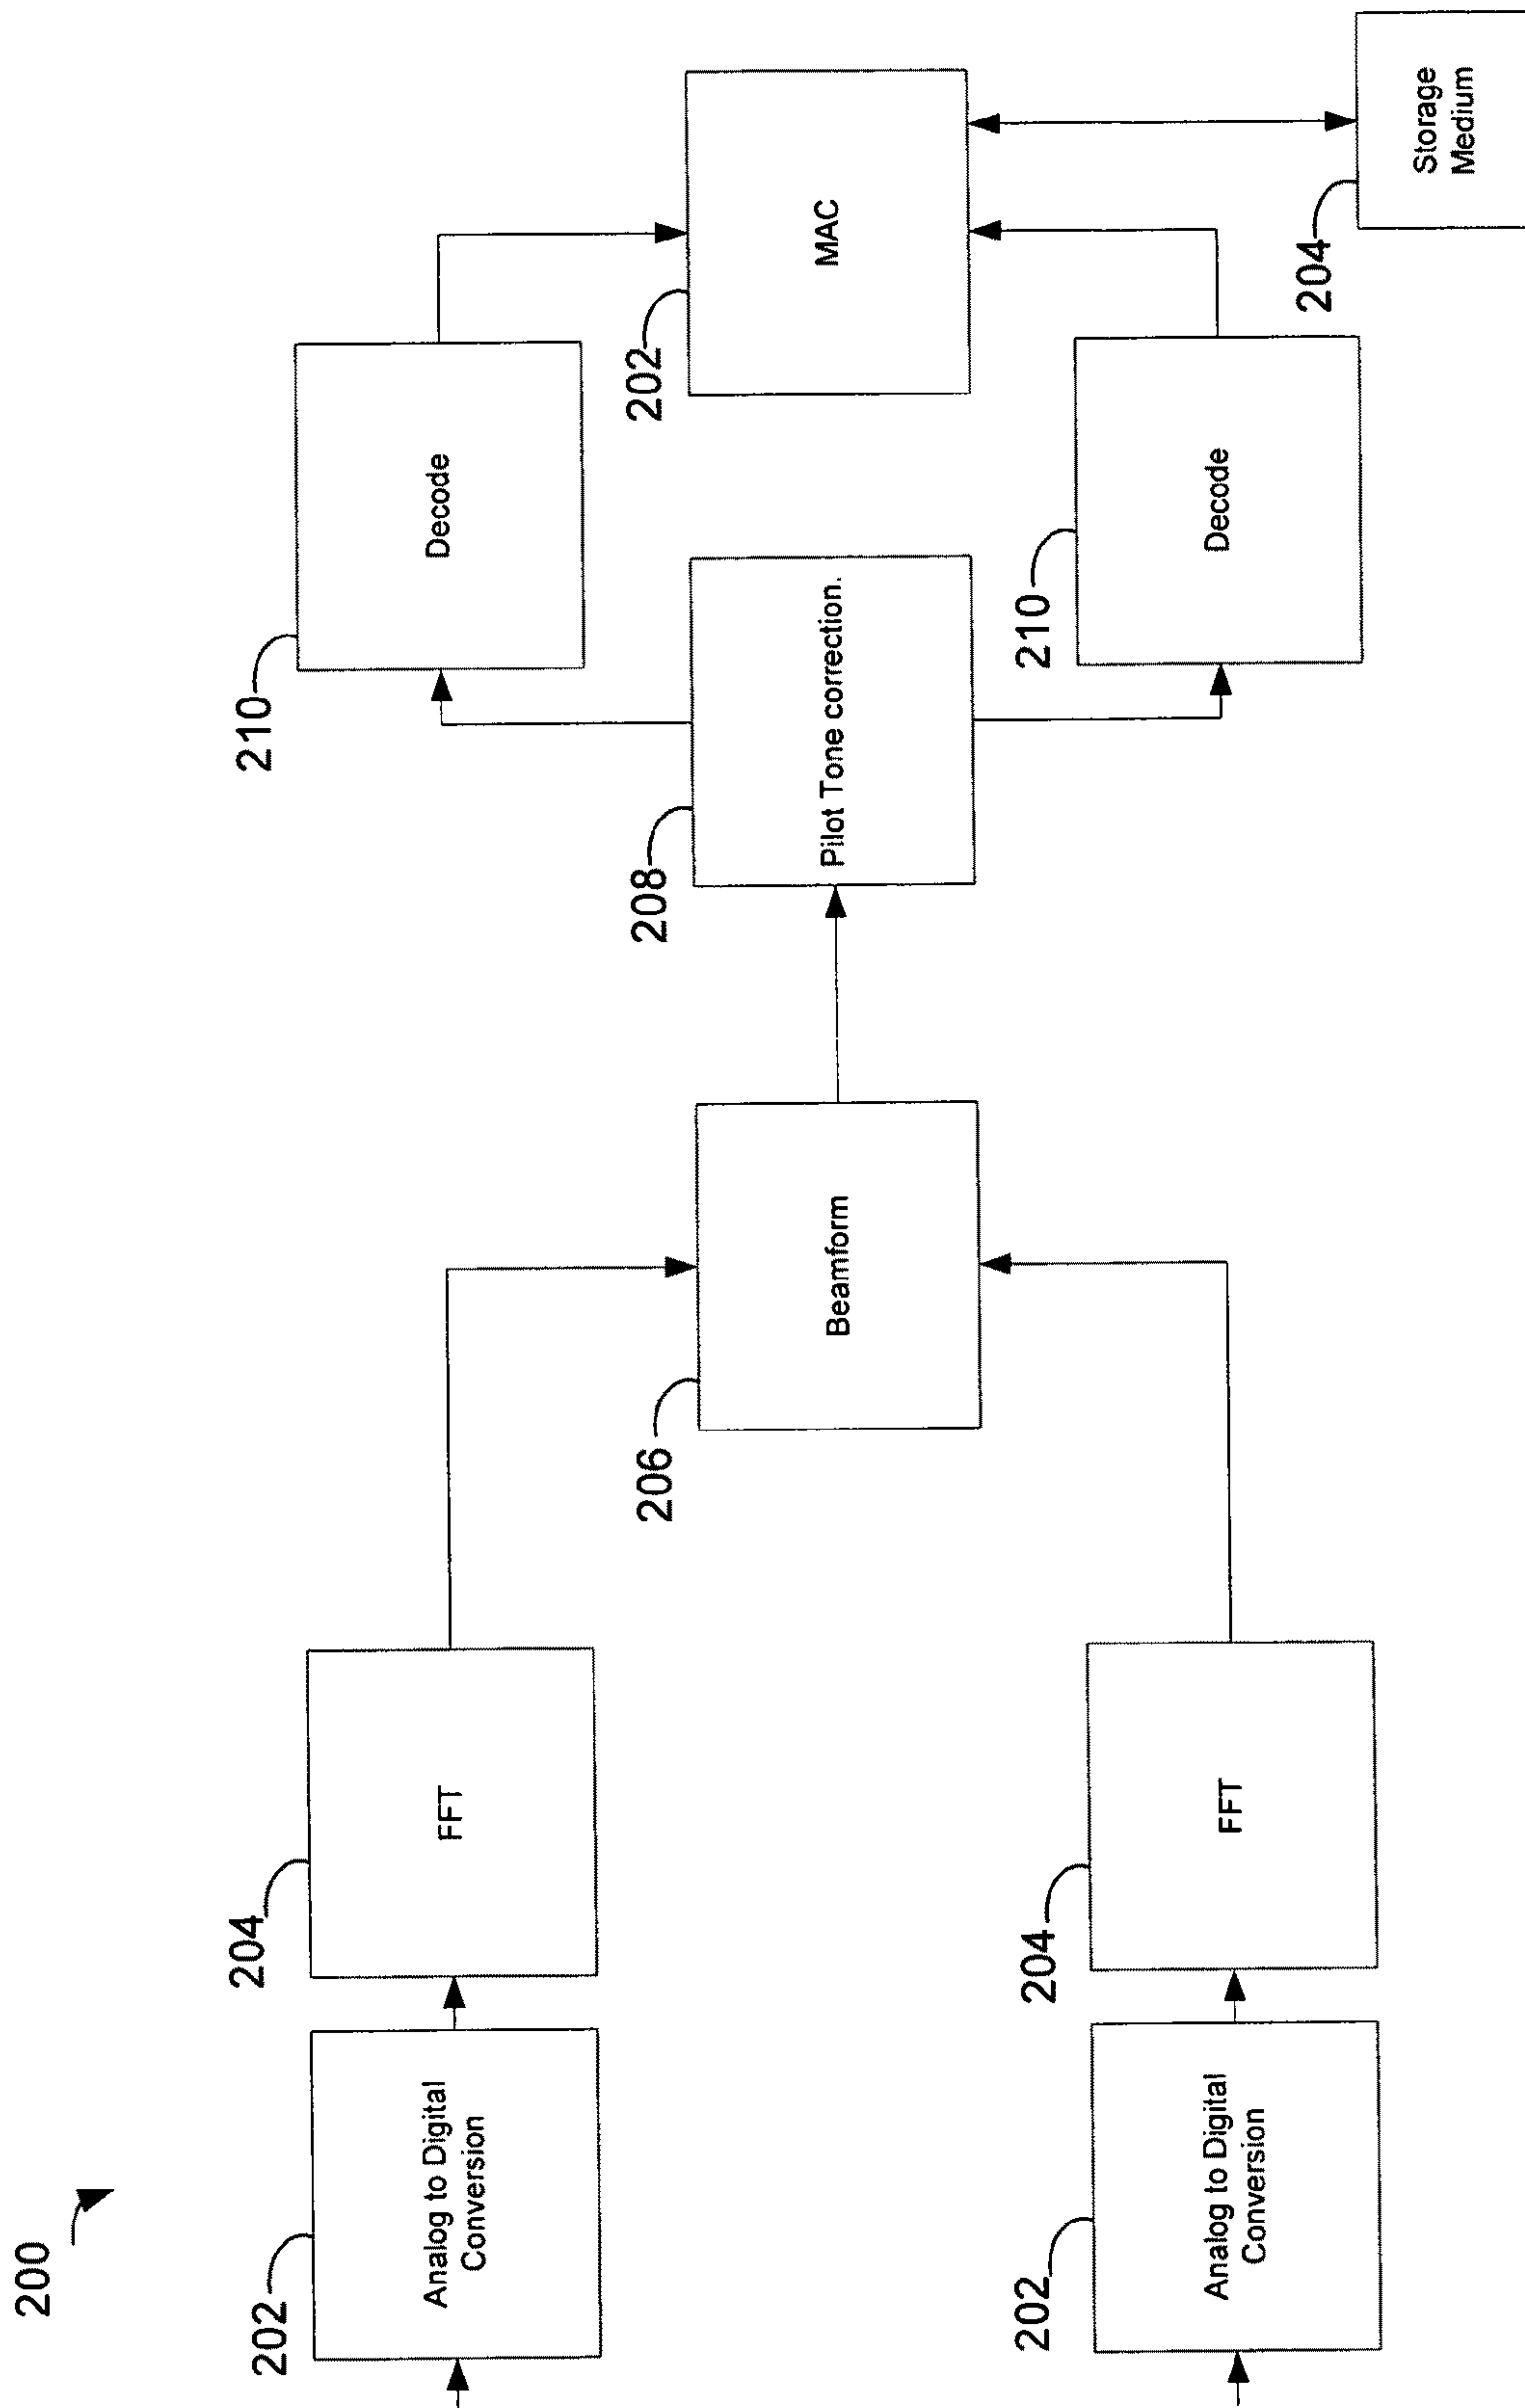 200
202
Analog to Digital
Conversion
204
FFT
206
Beamform
208
Pilot Tone correction.
210
Decode
202
MAC
202
Analog to Digital
Conversion
204
FFT
210
Decode
204
Storage
Medium